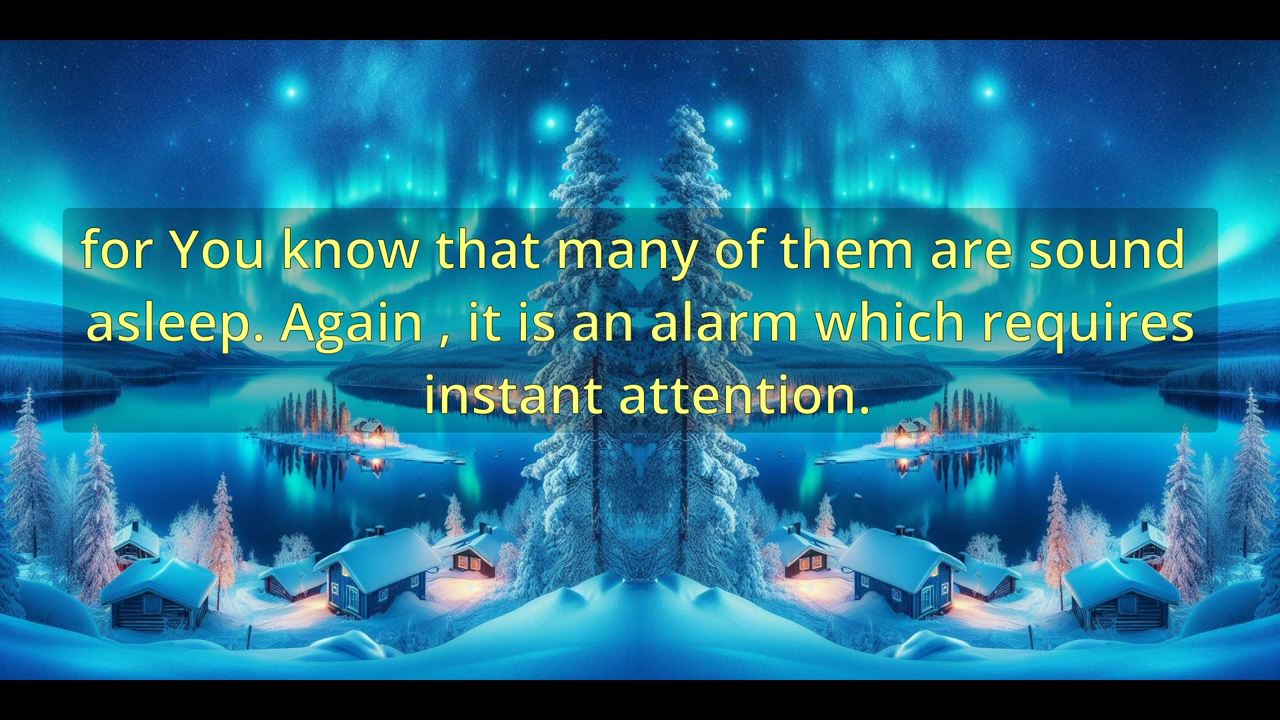 for You know that many of them are sound
asleep. Again , it is an alarm which requires
instant attention.